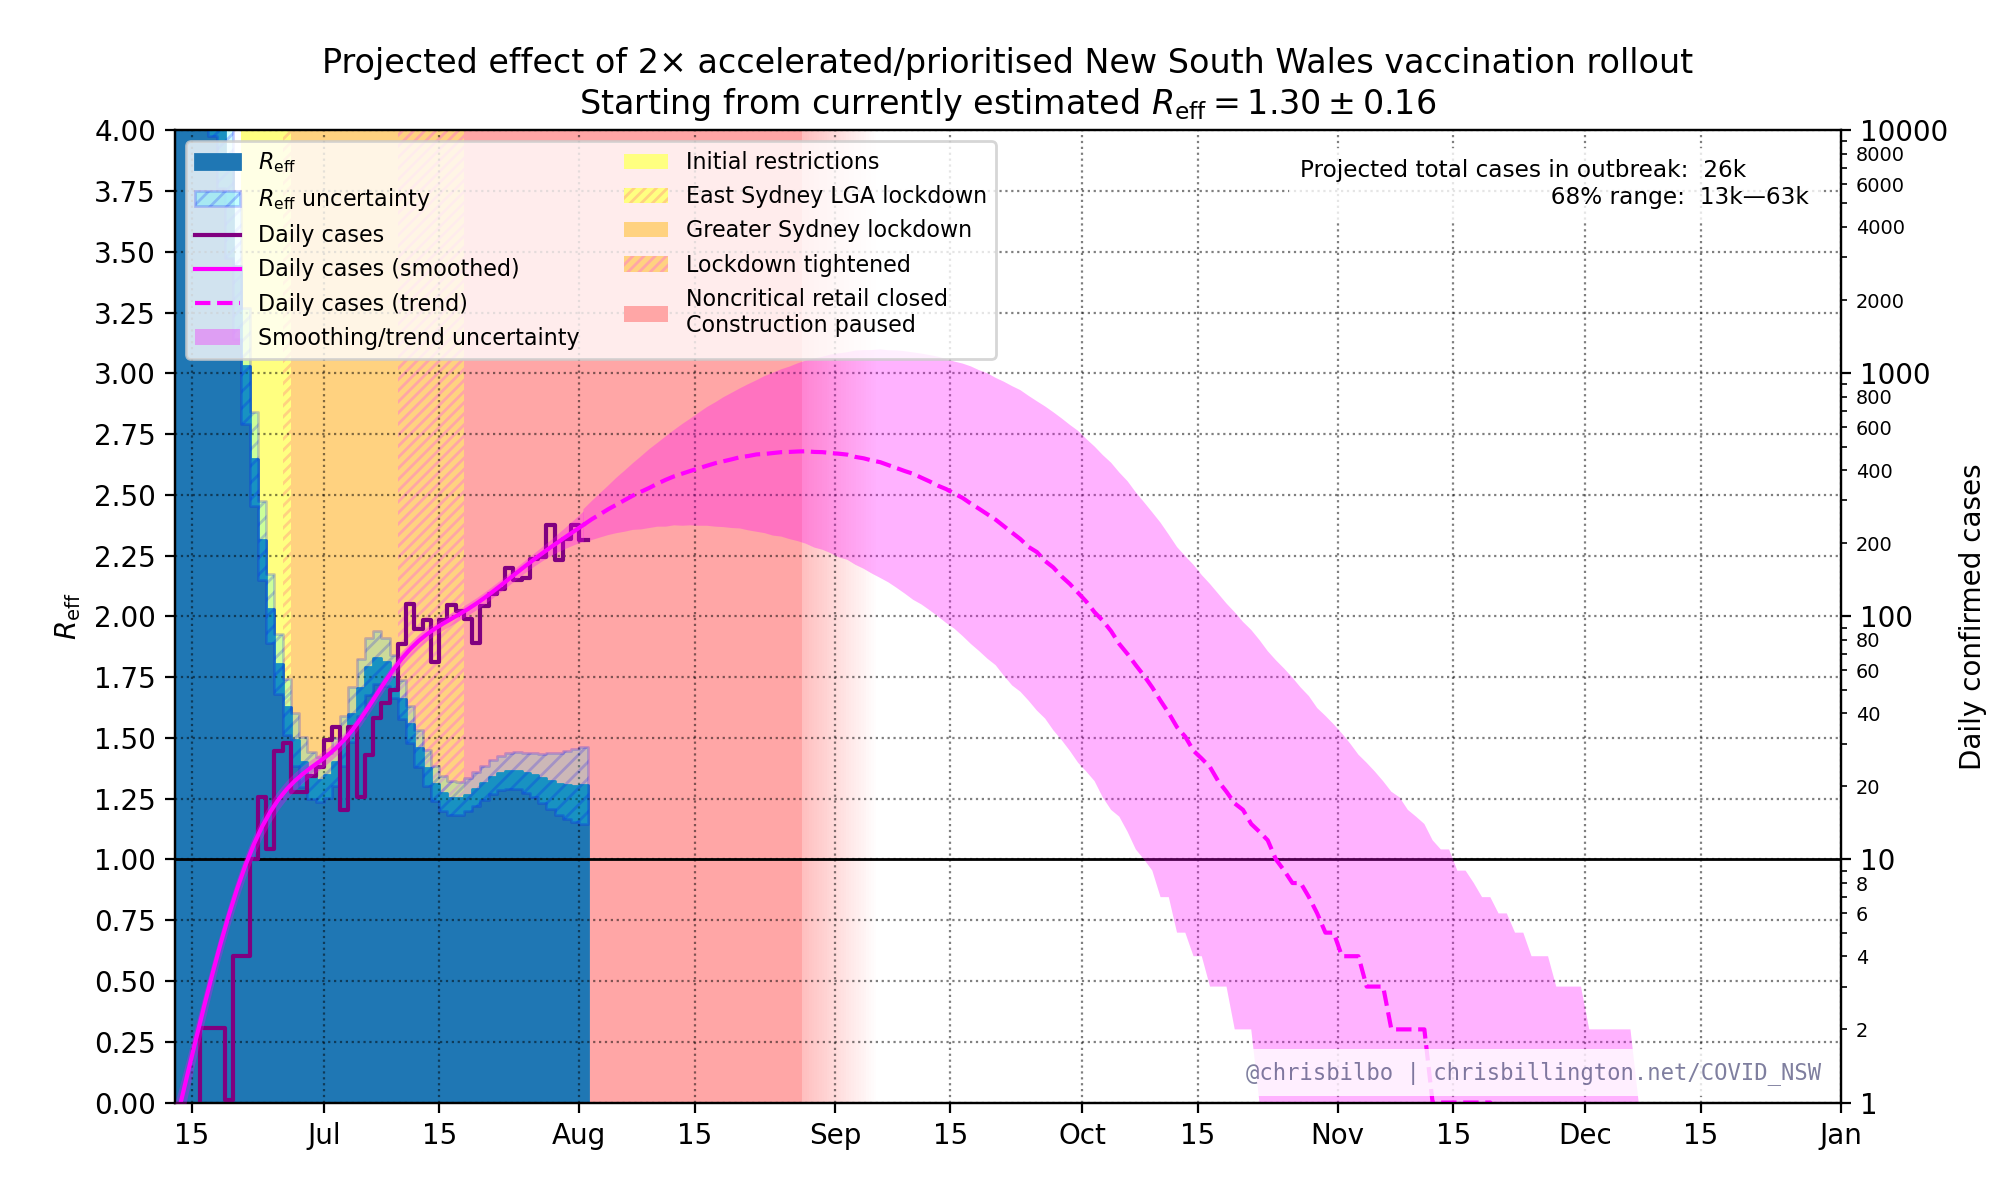 Projected effect of 2× accelerated/prioritised New South Wales vaccination rollout
Starting from currently estimated Reff = 1.30 ± 0.16
Reff
Reff uncertainty
Daily cases
Daily cases (smoothed)
Daily cases (trend)
Smoothing/trend uncertainty
Initial restrictions
East Sydney LGA lockdown
Greater Sydney lockdown
Lockdown tightened
Noncritical retail closed
Construction paused
Projected total cases in outbreak: 26k
68% range: 13k—63k
Reff
4.00
3.75
3.50
3.25
3.00
2.75
2.50
2.25
2.00
1.75
1.50
1.25
1.00
0.75
0.50
0.25
0.00
10000
8000
6000
4000
2000
1000
800
600
400
200
100
80
60
40
20
10
8
6
4
2
1
Daily confirmed cases
@chrisbilbo | chrisbillington.net/COVID_NSW
15 Jul 15 Aug 15 Sep 15 Oct 15 Nov 15 Dec 15 Jan